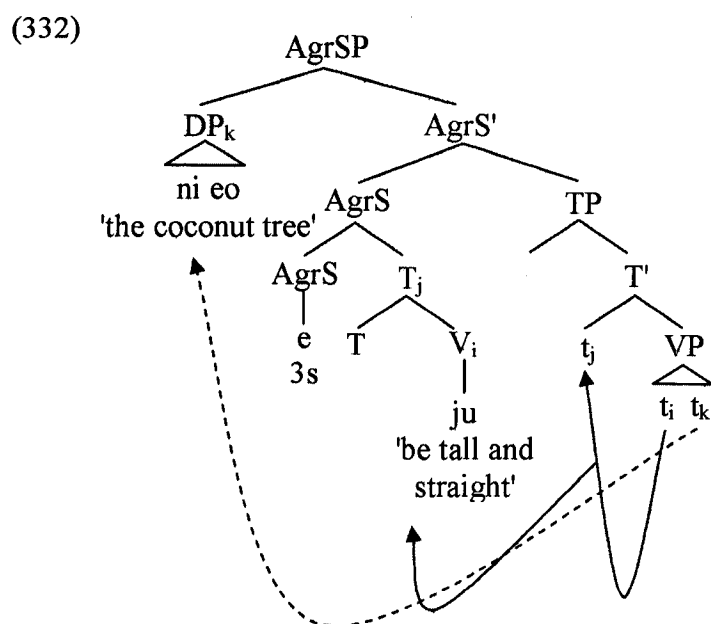 (332)
AgrSP
DPk AgrS'
ni eo AgrS TP
'the coconut tree'
AgrS Tj T'
e T Vi tj VP
3s
ju ti tk
'be tall and
straight'